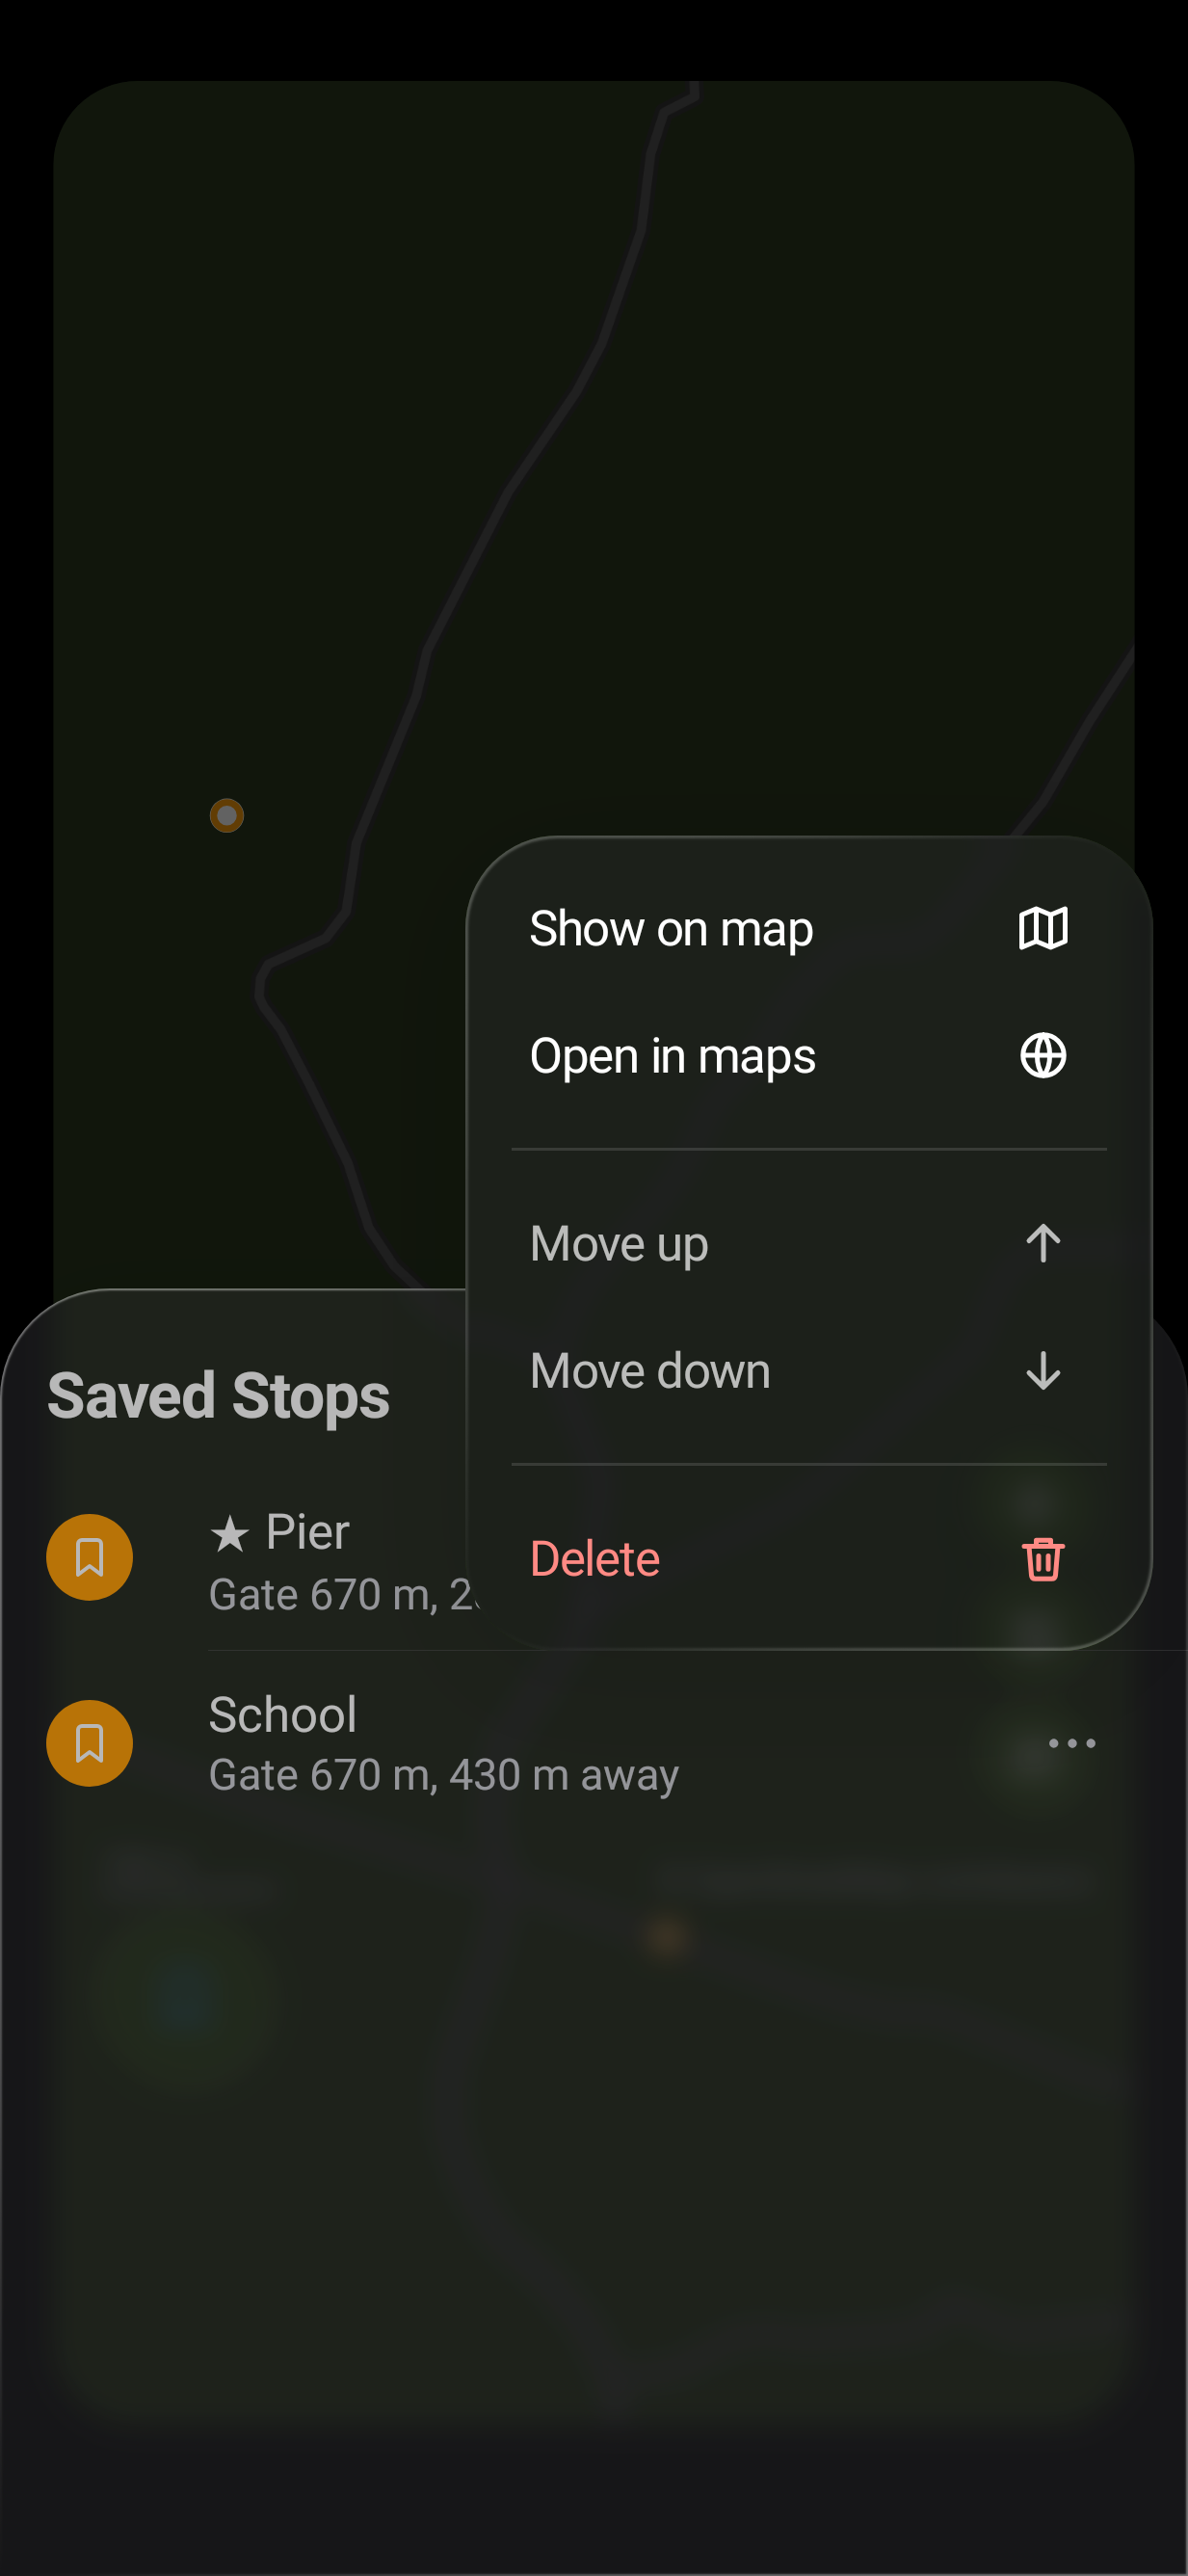 Show on map
Open in maps
Move up
Move down
Delete
Saved Stops
★ Pier
Gate 670 m,
School
Gate 670 m, 430 m away